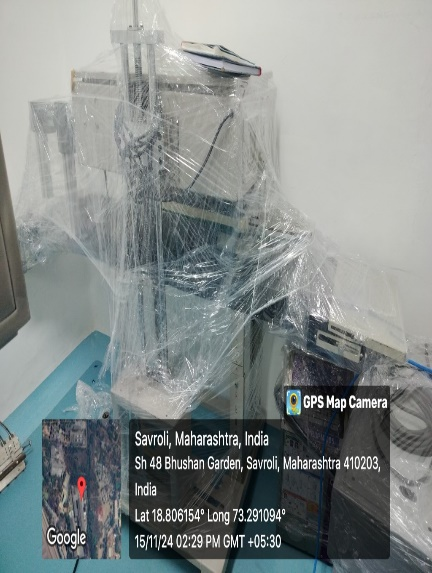 GPS Map Camera
Savroli, Maharashtra, India
Sh 48 Bhushan Garden, Savroli, Maharashtra 410203,
India
Lat 18.806154° Long 73.291094°
15/11/24 02:29 PM GMT +05:30
Google